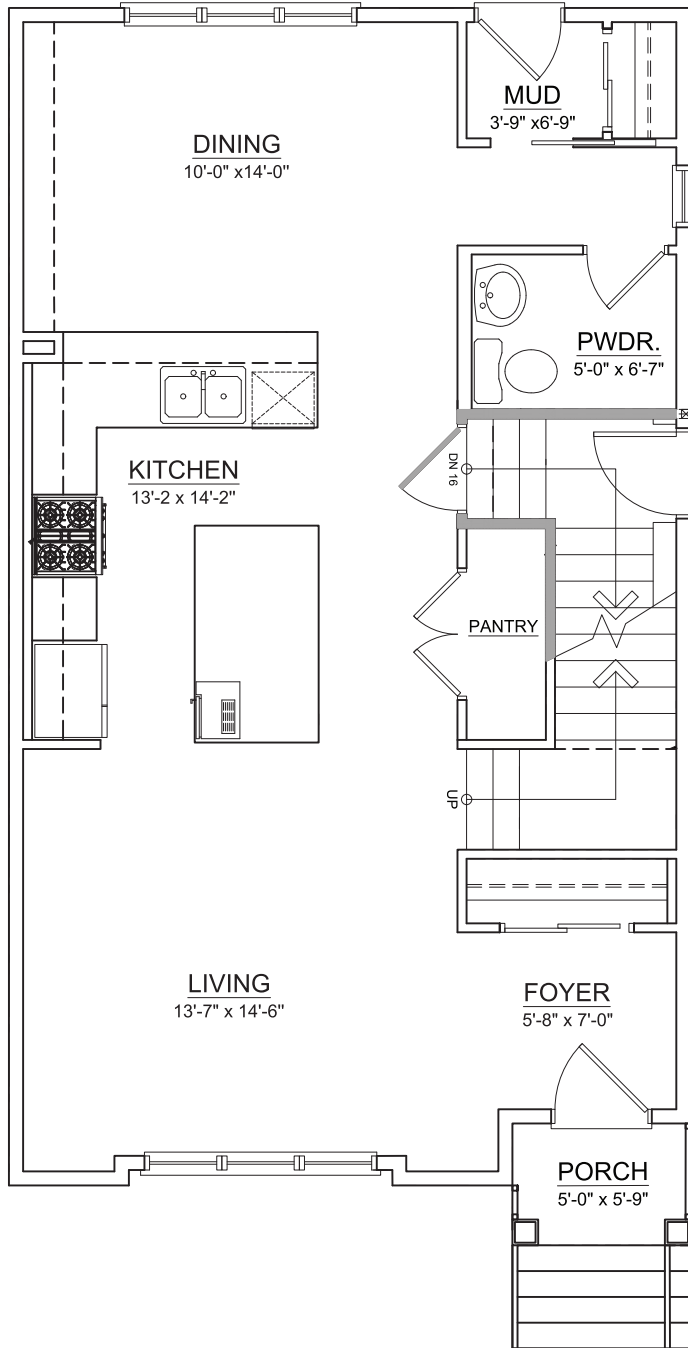 MUD
3'-9" x6'-9"
DINING
10'-0" x14'-0"
PWDR.
5'-0" x 6'-7"
KITCHEN
13'-2 x 14'-2"
DN 16
PANTRY
UP
LIVING
13'-7" x 14'-6"
FOYER
5'-8" x 7'-0"
PORCH
5'-0" x 5'-9"